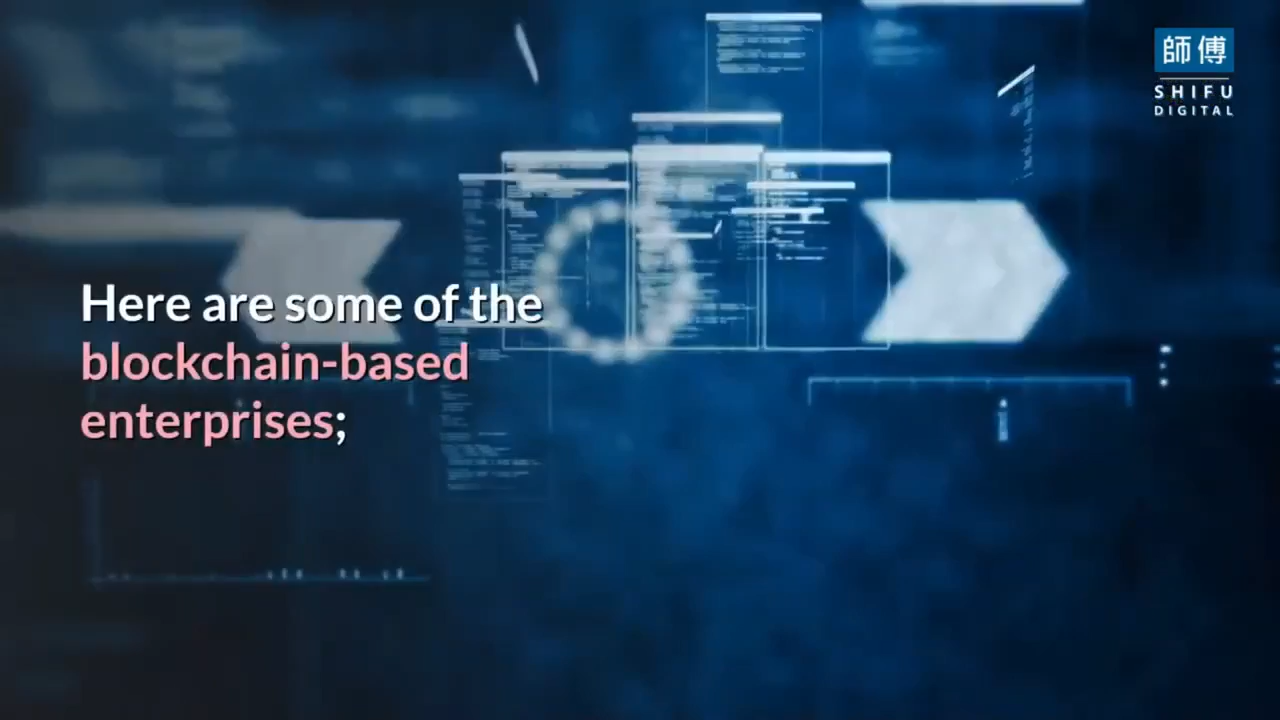 師傅
SHIFU
DIGITAL
Here are some of the
blockchain-based
enterprises;